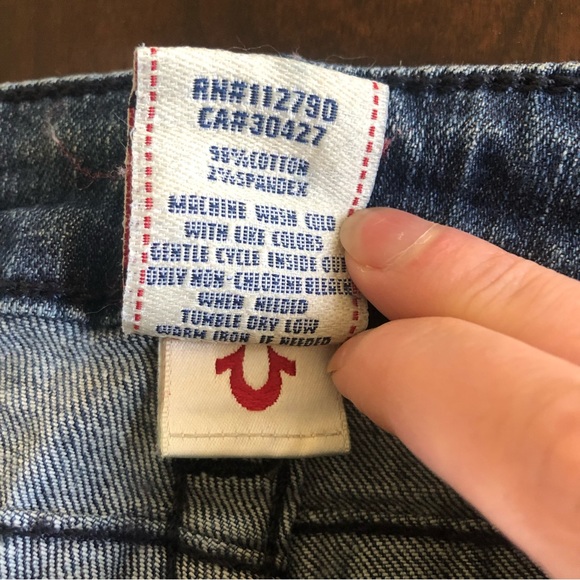 RN#112790
CA#30427
98%COTTON
2%SPANDEX
MACHINE WASH COLD
WITH LIKE COLORS
GENTLE CYCLE INSIDE OUT
ONLY NON-CHLORINE BLEACH
WHEN NEEDED
TUMBLE DRY LOW
WARM IRON IF NEEDED